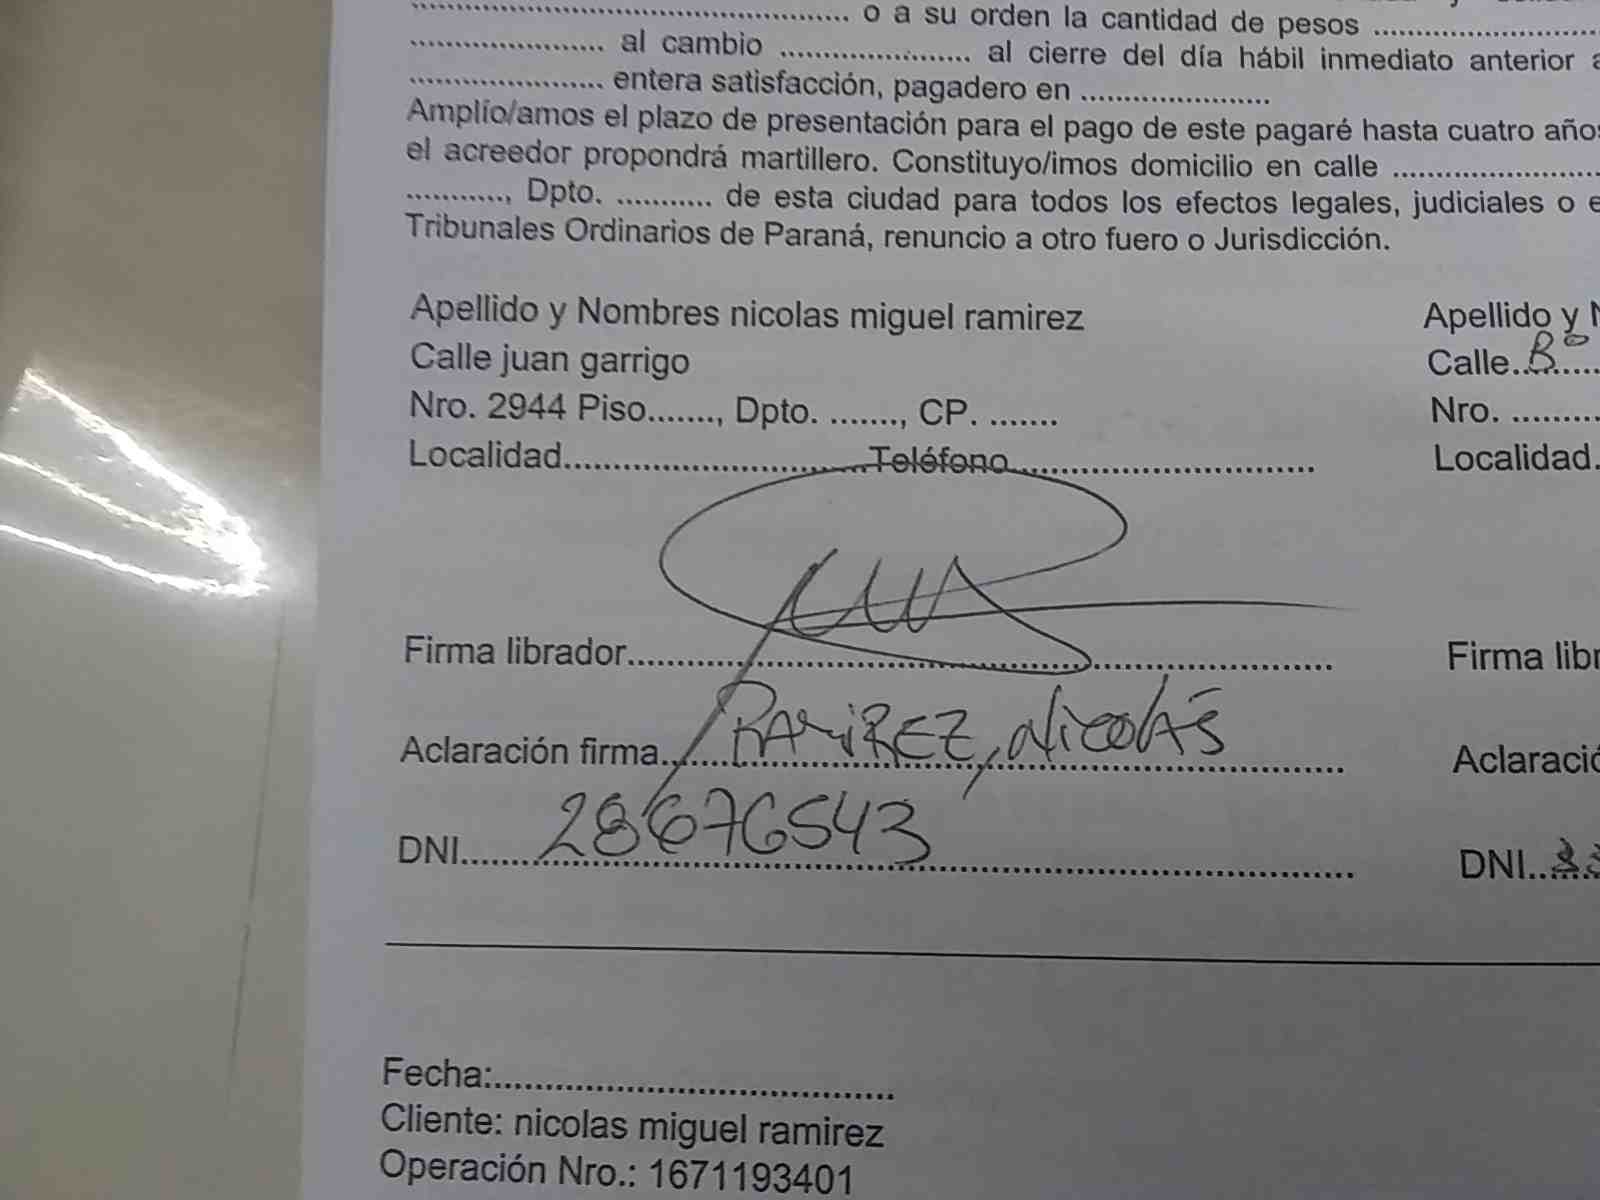 ........................................ o a su orden la cantidad de pesos ..........................
...................... al cambio ...................... al cierre del día hábil inmediato anterior a
...................... entera satisfacción, pagadero en ......................
Amplío/amos el plazo de presentación para el pago de este pagaré hasta cuatro años
el acreedor propondrá martillero. Constituyo/imos domicilio en calle ........................
..........., Dpto. ........... de esta ciudad para todos los efectos legales, judiciales o e
Tribunales Ordinarios de Paraná, renuncio a otro fuero o Jurisdicción.
Apellido y Nombres nicolas miguel ramirez
Calle juan garrigo
Nro. 2944 Piso......., Dpto. ......., CP. .......
Localidad..............................Teléfono..............................
Firma librador......................................................................
Aclaración firma...RAMIREZ, Nicolás............
DNI........28676543..........................................
Apellido y N
Calle..Bº.....
Nro. .........
Localidad.
Firma libr
Aclaració
DNI......
Fecha:........................................
Cliente: nicolas miguel ramirez
Operación Nro.: 1671193401